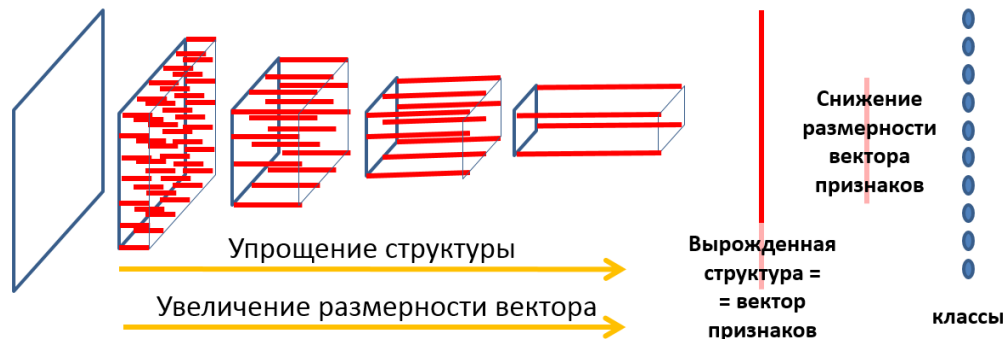 Упрощение структуры
Увеличение размерности вектора
Вырожденная
структура =
= вектор
признаков
Снижение
размерности
вектора
признаков
классы